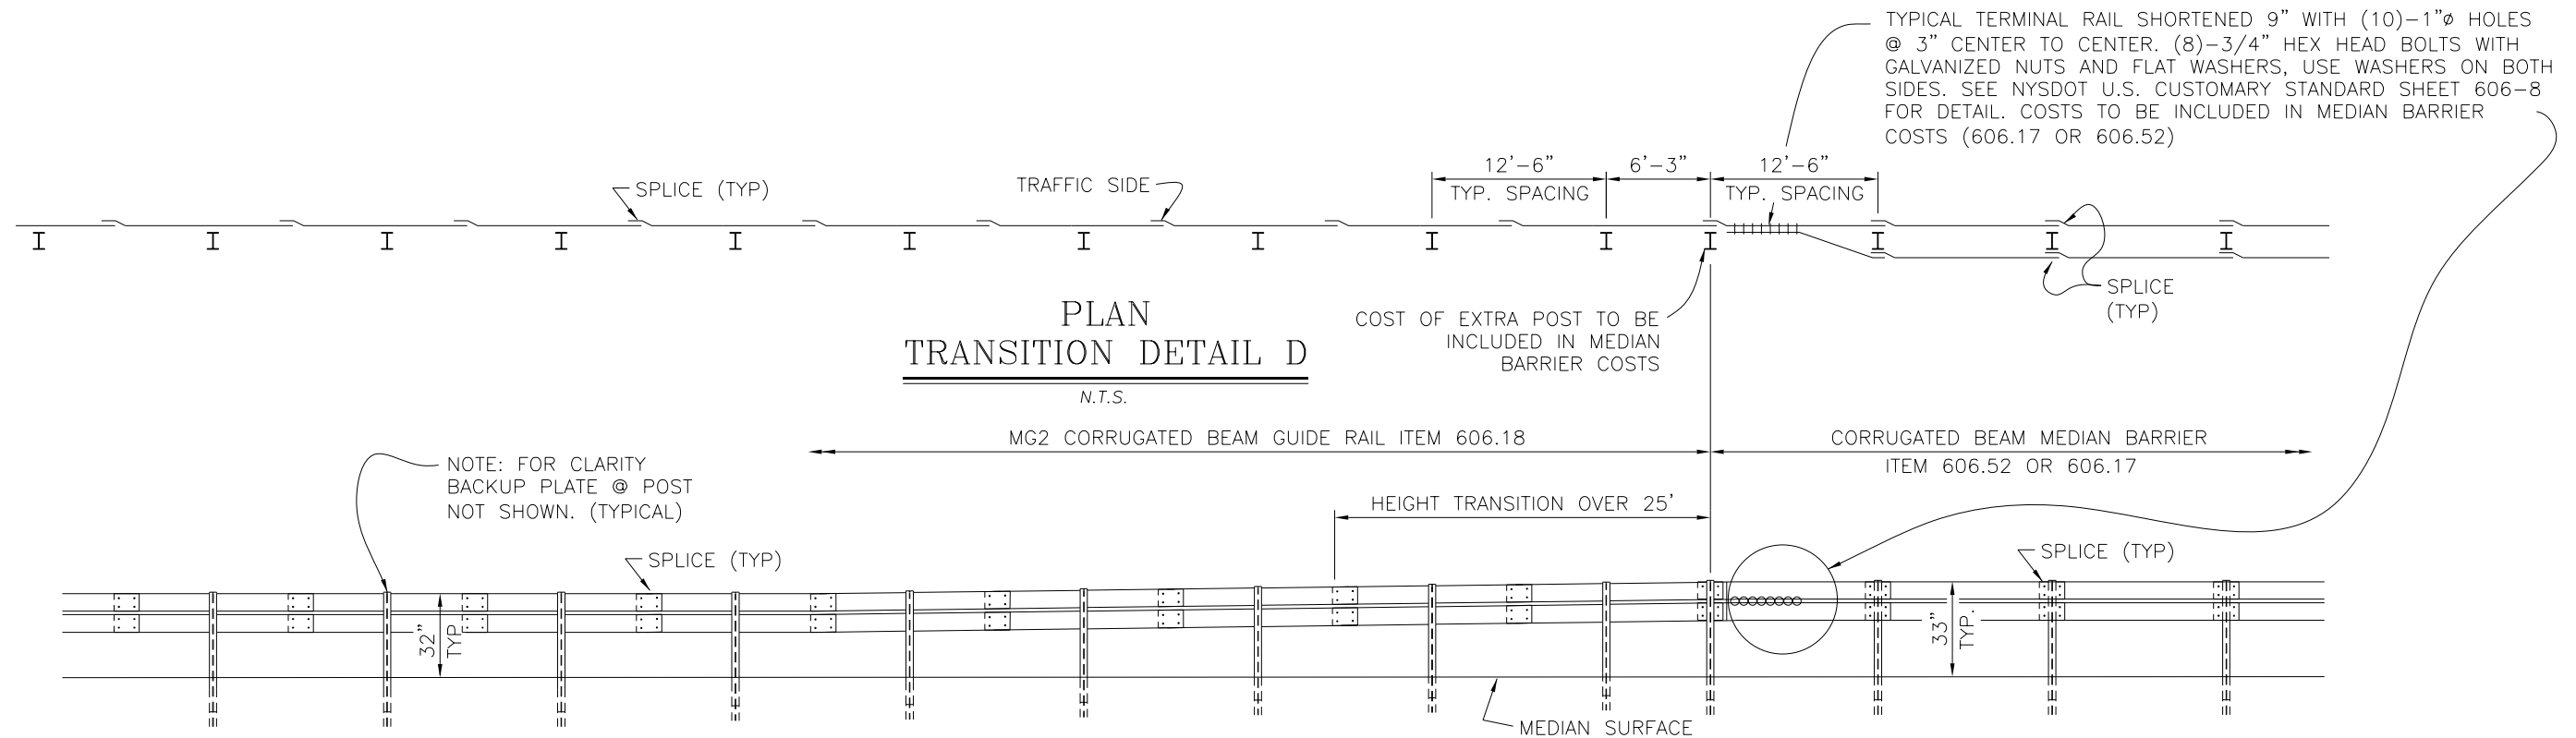 TYPICAL TERMINAL RAIL SHORTENED 9" WITH (10)-1"ø HOLES
@ 3" CENTER TO CENTER. (8)-3/4" HEX HEAD BOLTS WITH
GALVANIZED NUTS AND FLAT WASHERS, USE WASHERS ON BOTH
SIDES. SEE NYSDOT U.S. CUSTOMARY STANDARD SHEET 606-8
FOR DETAIL. COSTS TO BE INCLUDED IN MEDIAN BARRIER
COSTS (606.17 OR 606.52)
12'-6"
6'-3"
12'-6"
TYP. SPACING
TYP. SPACING
SPLICE (TYP)
TRAFFIC SIDE
SPLICE
(TYP)
PLAN
TRANSITION DETAIL D
N.T.S.
COST OF EXTRA POST TO BE
INCLUDED IN MEDIAN
BARRIER COSTS
MG2 CORRUGATED BEAM GUIDE RAIL ITEM 606.18
CORRUGATED BEAM MEDIAN BARRIER
ITEM 606.52 OR 606.17
NOTE: FOR CLARITY
BACKUP PLATE @ POST
NOT SHOWN. (TYPICAL)
HEIGHT TRANSITION OVER 25'
SPLICE (TYP)
SPLICE (TYP)
32"
TYP.
33"
TYP.
MEDIAN SURFACE